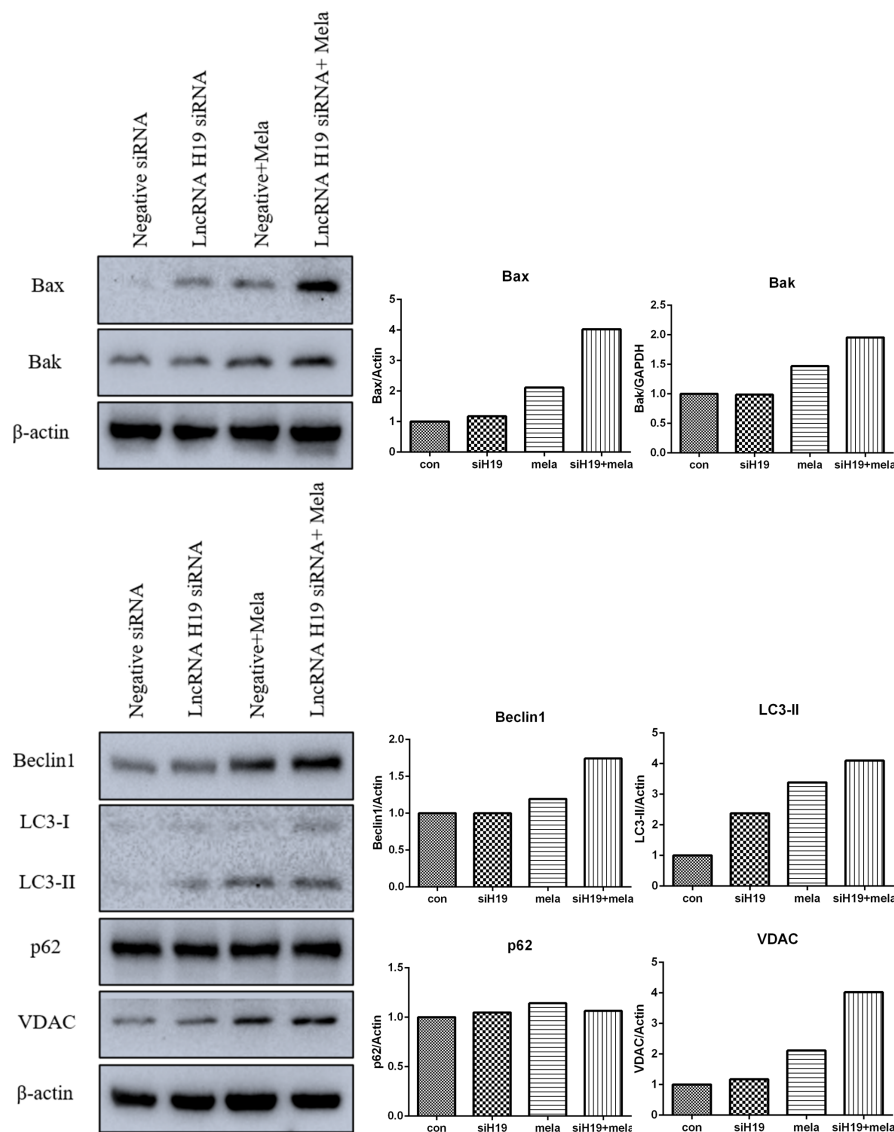 Negative siRNA
LncRNA H19 siRNA
Negative+Mela
LncRNA H19 siRNA+ Mela
Bax
Bak
β-actin
Bax
Bax/Actin
5
4
3
2
1
0
con siH19 mela siH19+mela
Bak
Bak/GAPDH
2.5
2.0
1.5
1.0
0.5
0.0
con siH19 mela siH19+mela
Negative siRNA
LncRNA H19 siRNA
Negative+Mela
LncRNA H19 siRNA+ Mela
Beclin1
LC3-I
LC3-II
p62
VDAC
β-actin
Beclin1
Beclin1/Actin
2.0
1.5
1.0
0.5
0.0
con siH19 mela siH19+mela
LC3-II
LC3-II/Actin
5
4
3
2
1
0
con siH19 mela siH19+mela
p62
p62/Actin
1.5
1.0
0.5
0.0
con siH19 mela siH19+mela
VDAC
VDAC/Actin
5
4
3
2
1
0
con siH19 mela siH19+mela